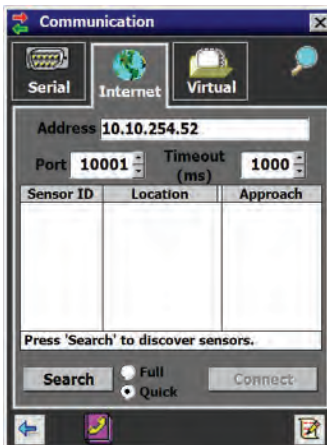 Communication
Serial Internet Virtual
Address 10.10.254.52
Port 10001 Timeout (ms) 1000
Sensor ID Location Approach
Press 'Search' to discover sensors.
Search Full Quick Connect